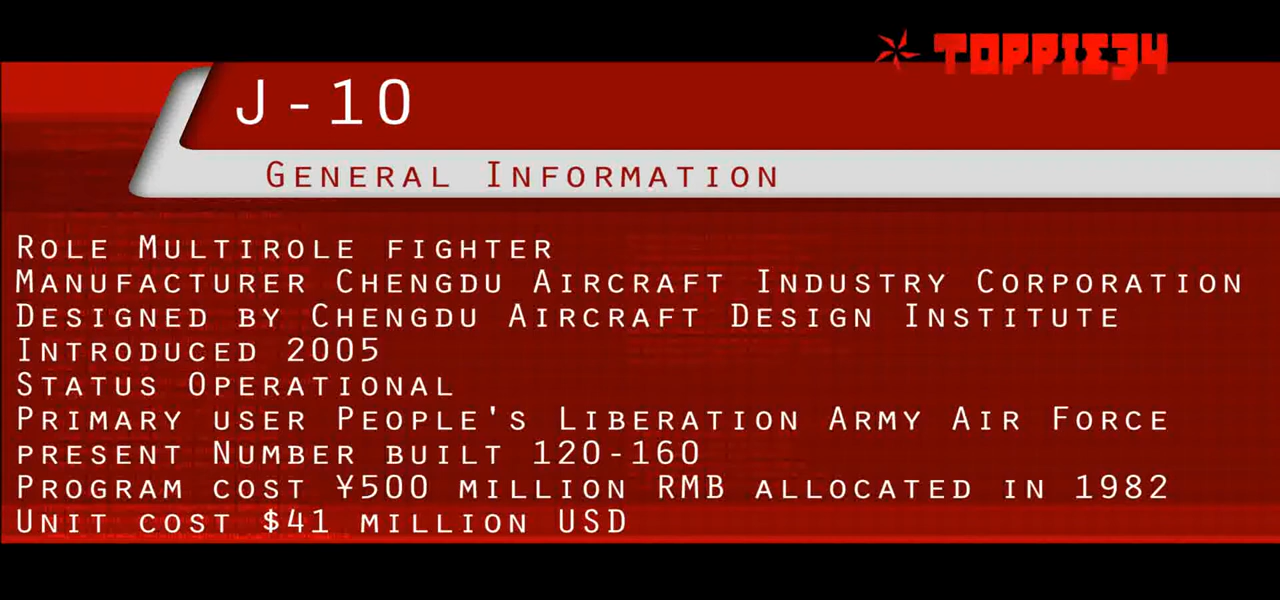 TOPPIE34
J-10
General Information
Role Multirole fighter
Manufacturer Chengdu Aircraft Industry Corporation
Designed by Chengdu Aircraft Design Institute
Introduced 2005
Status Operational
Primary user People's Liberation Army Air Force
present Number built 120-160
Program cost ¥500 million RMB allocated in 1982
Unit cost $41 million USD